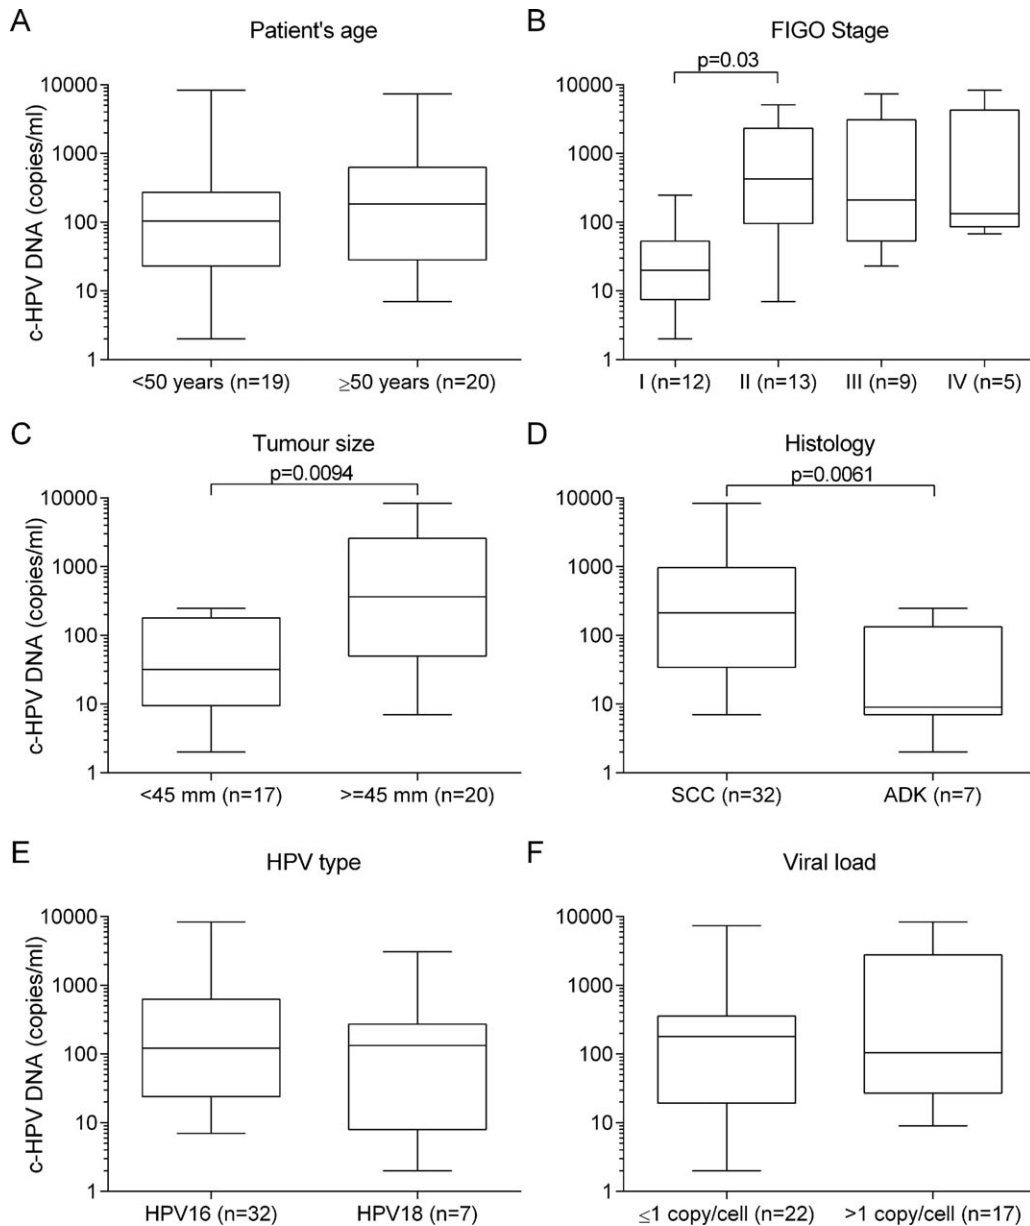 A
Patient's age
c-HPV DNA (copies/ml)
10000
1000
100
10
1
<50 years (n=19)
≥50 years (n=20)
B
FIGO Stage
p=0.03
10000
1000
100
10
1
I (n=12)
II (n=13)
III (n=9)
IV (n=5)
C
Tumour size
p=0.0094
c-HPV DNA (copies/ml)
10000
1000
100
10
1
<45 mm (n=17)
>=45 mm (n=20)
D
Histology
p=0.0061
10000
1000
100
10
1
SCC (n=32)
ADK (n=7)
E
HPV type
c-HPV DNA (copies/ml)
10000
1000
100
10
1
HPV16 (n=32)
HPV18 (n=7)
F
Viral load
10000
1000
100
10
1
≤1 copy/cell (n=22)
>1 copy/cell (n=17)